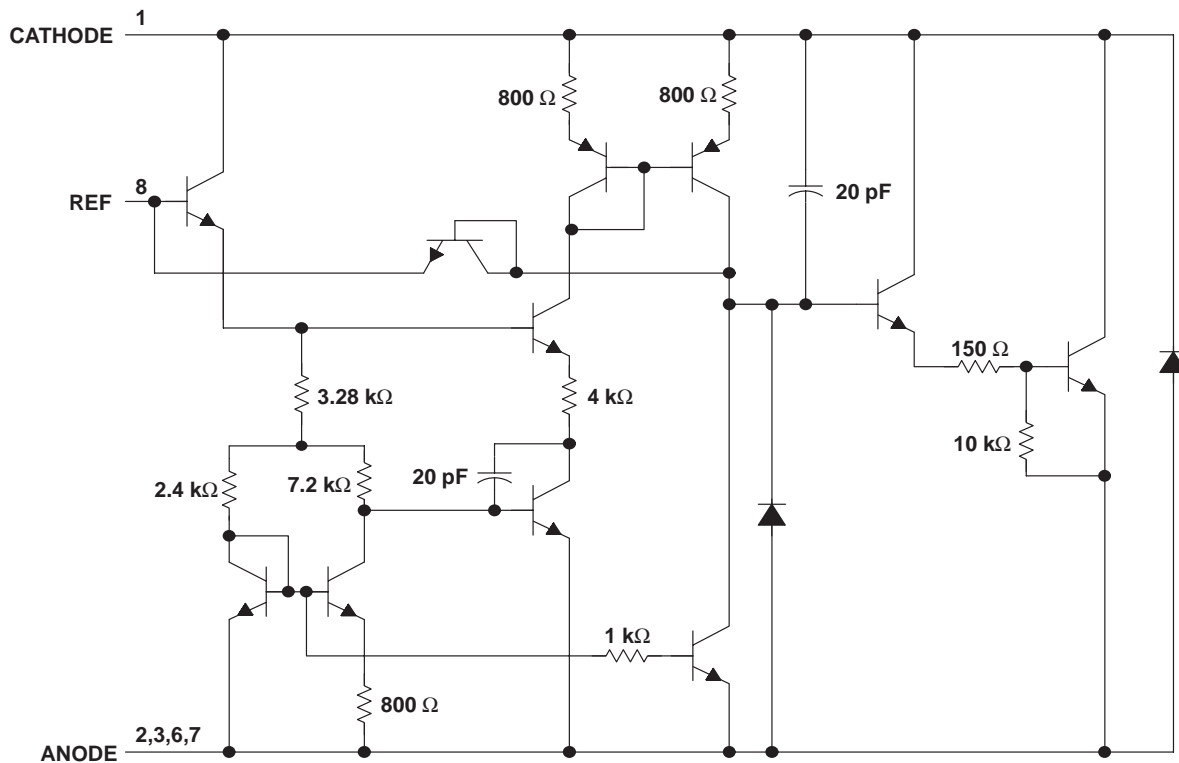 1
CATHODE
800 Ω
800 Ω
8
REF
20 pF
150 Ω
3.28 kΩ
4 kΩ
10 kΩ
2.4 kΩ
7.2 kΩ
20 pF
1 kΩ
800 Ω
2,3,6,7
ANODE